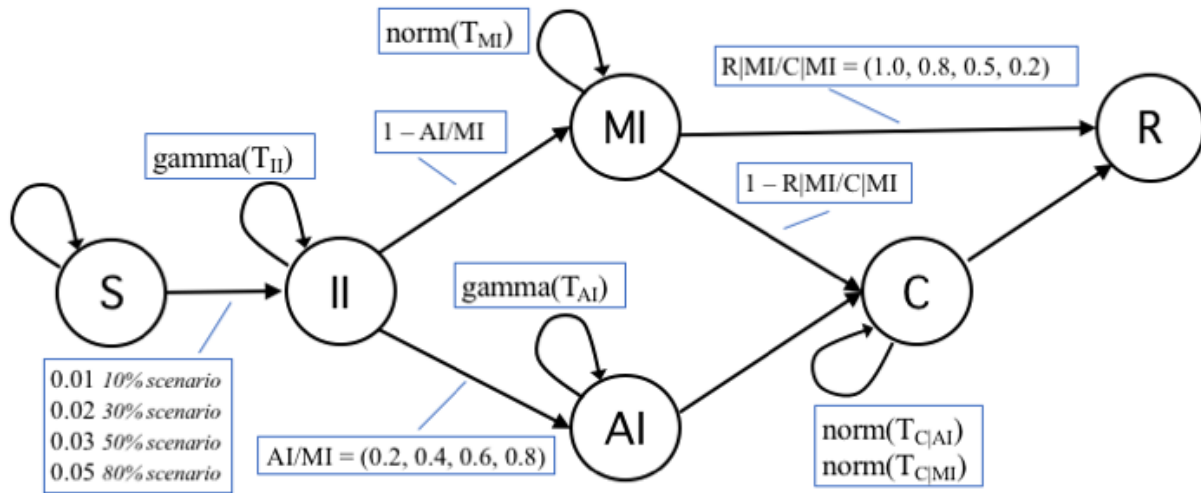 norm(T_MI)
R|MI/C|MI = (1.0, 0.8, 0.5, 0.2)
MI
R
1 – AI/MI
gamma(T_II)
1 – R|MI/C|MI
S
II
gamma(T_AI)
C
0.01 10% scenario
0.02 30% scenario
0.03 50% scenario
0.05 80% scenario
AI/MI = (0.2, 0.4, 0.6, 0.8)
AI
norm(T_C|AI)
norm(T_C|MI)